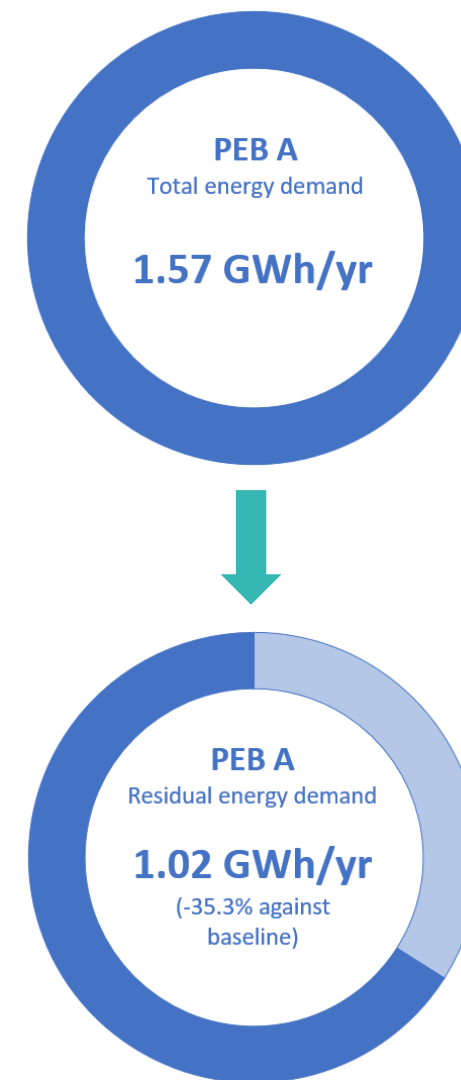 PEB A
Total energy demand
1.57 GWh/yr
PEB A
Residual energy demand
1.02 GWh/yr
(-35.3% against
baseline)